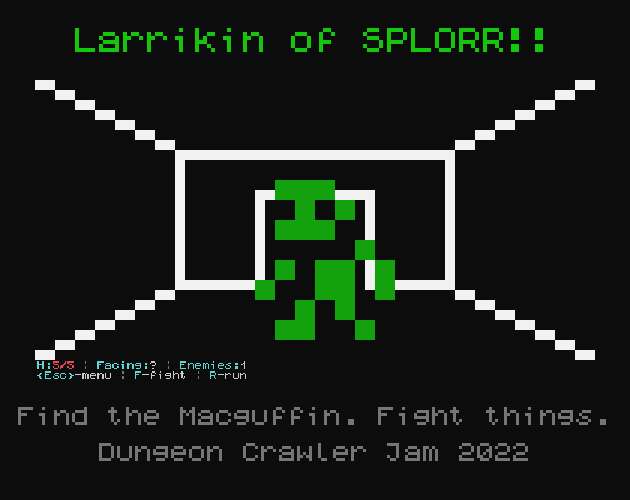 Larrikin of SPLORR!!
H:5/5 ¦ Facing:? ¦ Enemies:1
<Esc>-menu ¦ F-fight ¦ R-run
Find the Macguffin. Fight things.
Dungeon Crawler Jam 2022